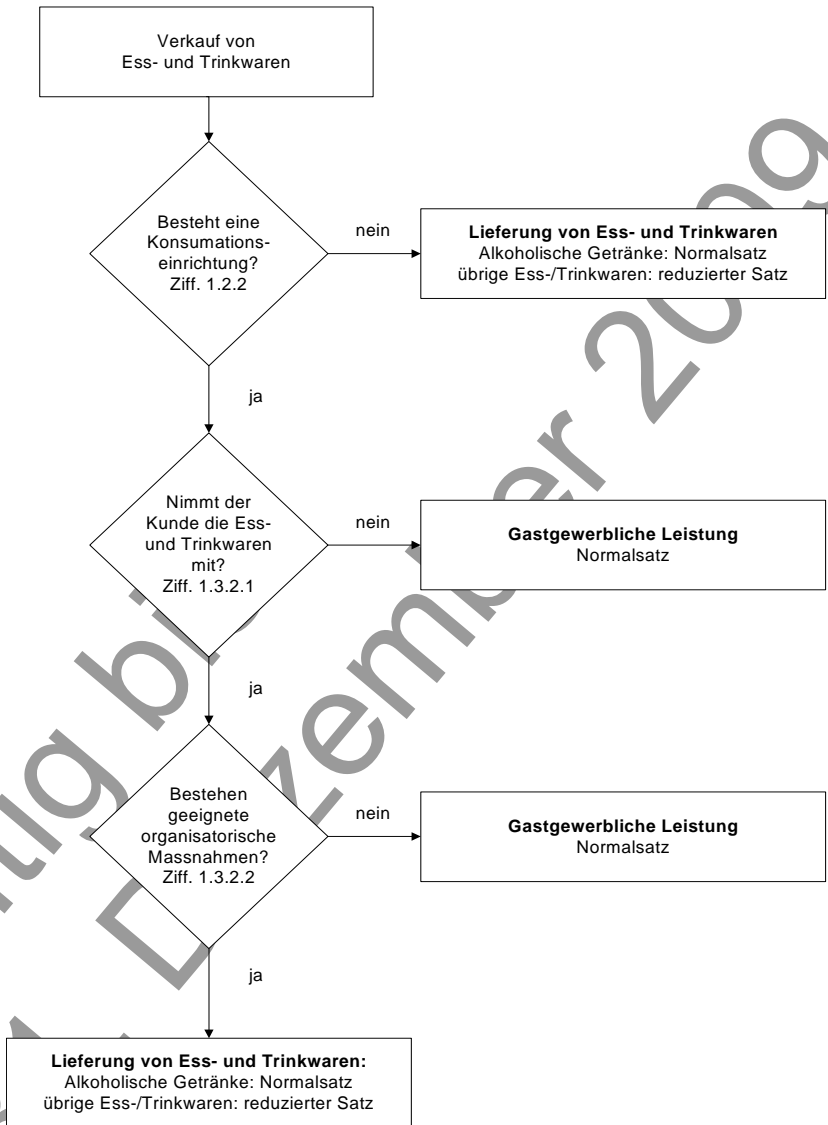 Verkauf von
Ess- und Trinkwaren
Besteht eine
Konsumations-
einrichtung?
Ziff. 1.2.2
nein
Lieferung von Ess- und Trinkwaren
Alkoholische Getränke: Normalsatz
übrige Ess-/Trinkwaren: reduzierter Satz
ja
Nimmt der
Kunde die Ess-
und Trinkwaren
mit?
Ziff. 1.3.2.1
nein
Gastgewerbliche Leistung
Normalsatz
ja
Bestehen
geeignete
organisatorische
Massnahmen?
Ziff. 1.3.2.2
nein
Gastgewerbliche Leistung
Normalsatz
ja
Lieferung von Ess- und Trinkwaren:
Alkoholische Getränke: Normalsatz
übrige Ess-/Trinkwaren: reduzierter Satz